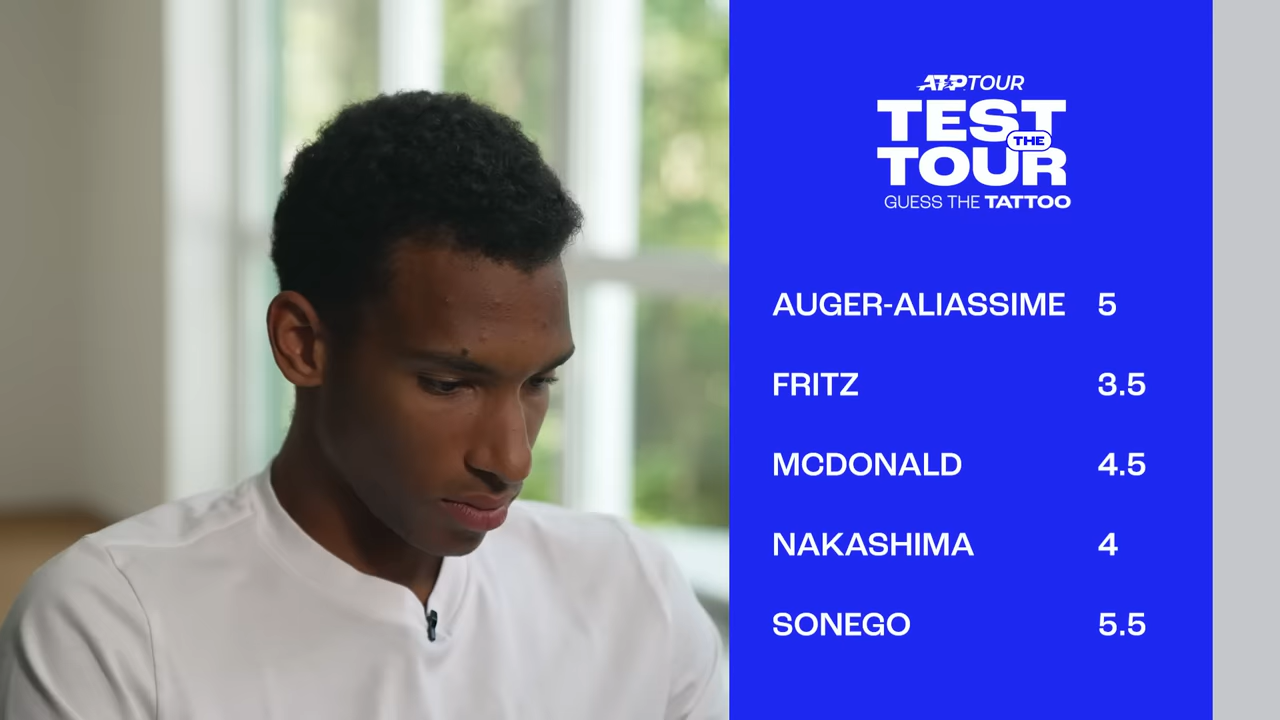 ATP TOUR
TEST
THE
TOUR
GUESS THE TATTOO
AUGER-ALIASSIME 5
FRITZ 3.5
MCDONALD 4.5
NAKASHIMA 4
SONEGO 5.5